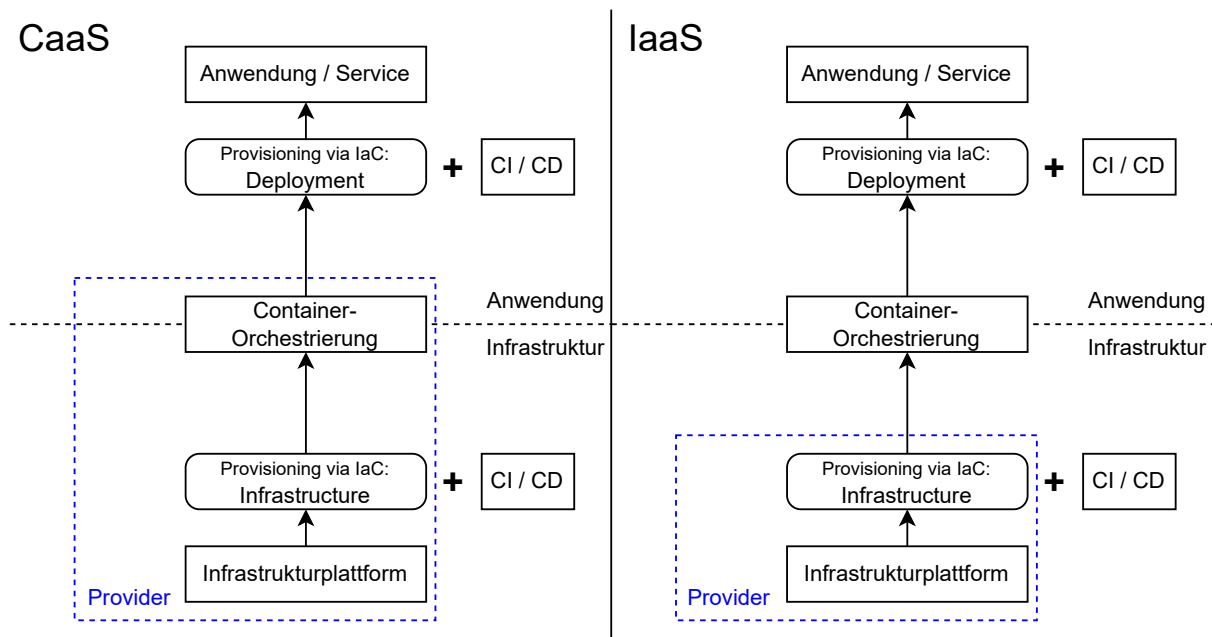 CaaS
Anwendung / Service
Provisioning via IaC:
Deployment
+
CI / CD
Container-
Orchestrierung
Anwendung
Infrastruktur
Provisioning via IaC:
Infrastructure
+
CI / CD
Infrastrukturplattform
Provider
IaaS
Anwendung / Service
Provisioning via IaC:
Deployment
+
CI / CD
Container-
Orchestrierung
Anwendung
Infrastruktur
Provisioning via IaC:
Infrastructure
+
CI / CD
Infrastrukturplattform
Provider